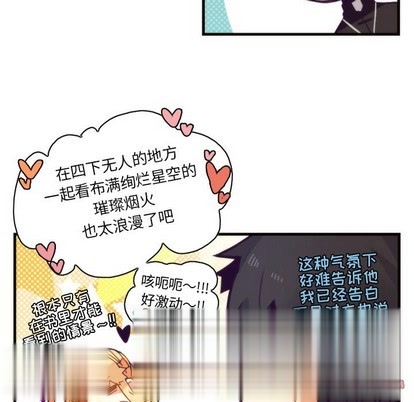 在四下无人的地方
一起看布满绚烂星空的
璀璨烟火
也太浪漫了吧
咳呃呃～!!!
好激动～!!
根本只有
在书里才能
看到的情景～!!
这种气氛下
好难告诉他
我已经告白